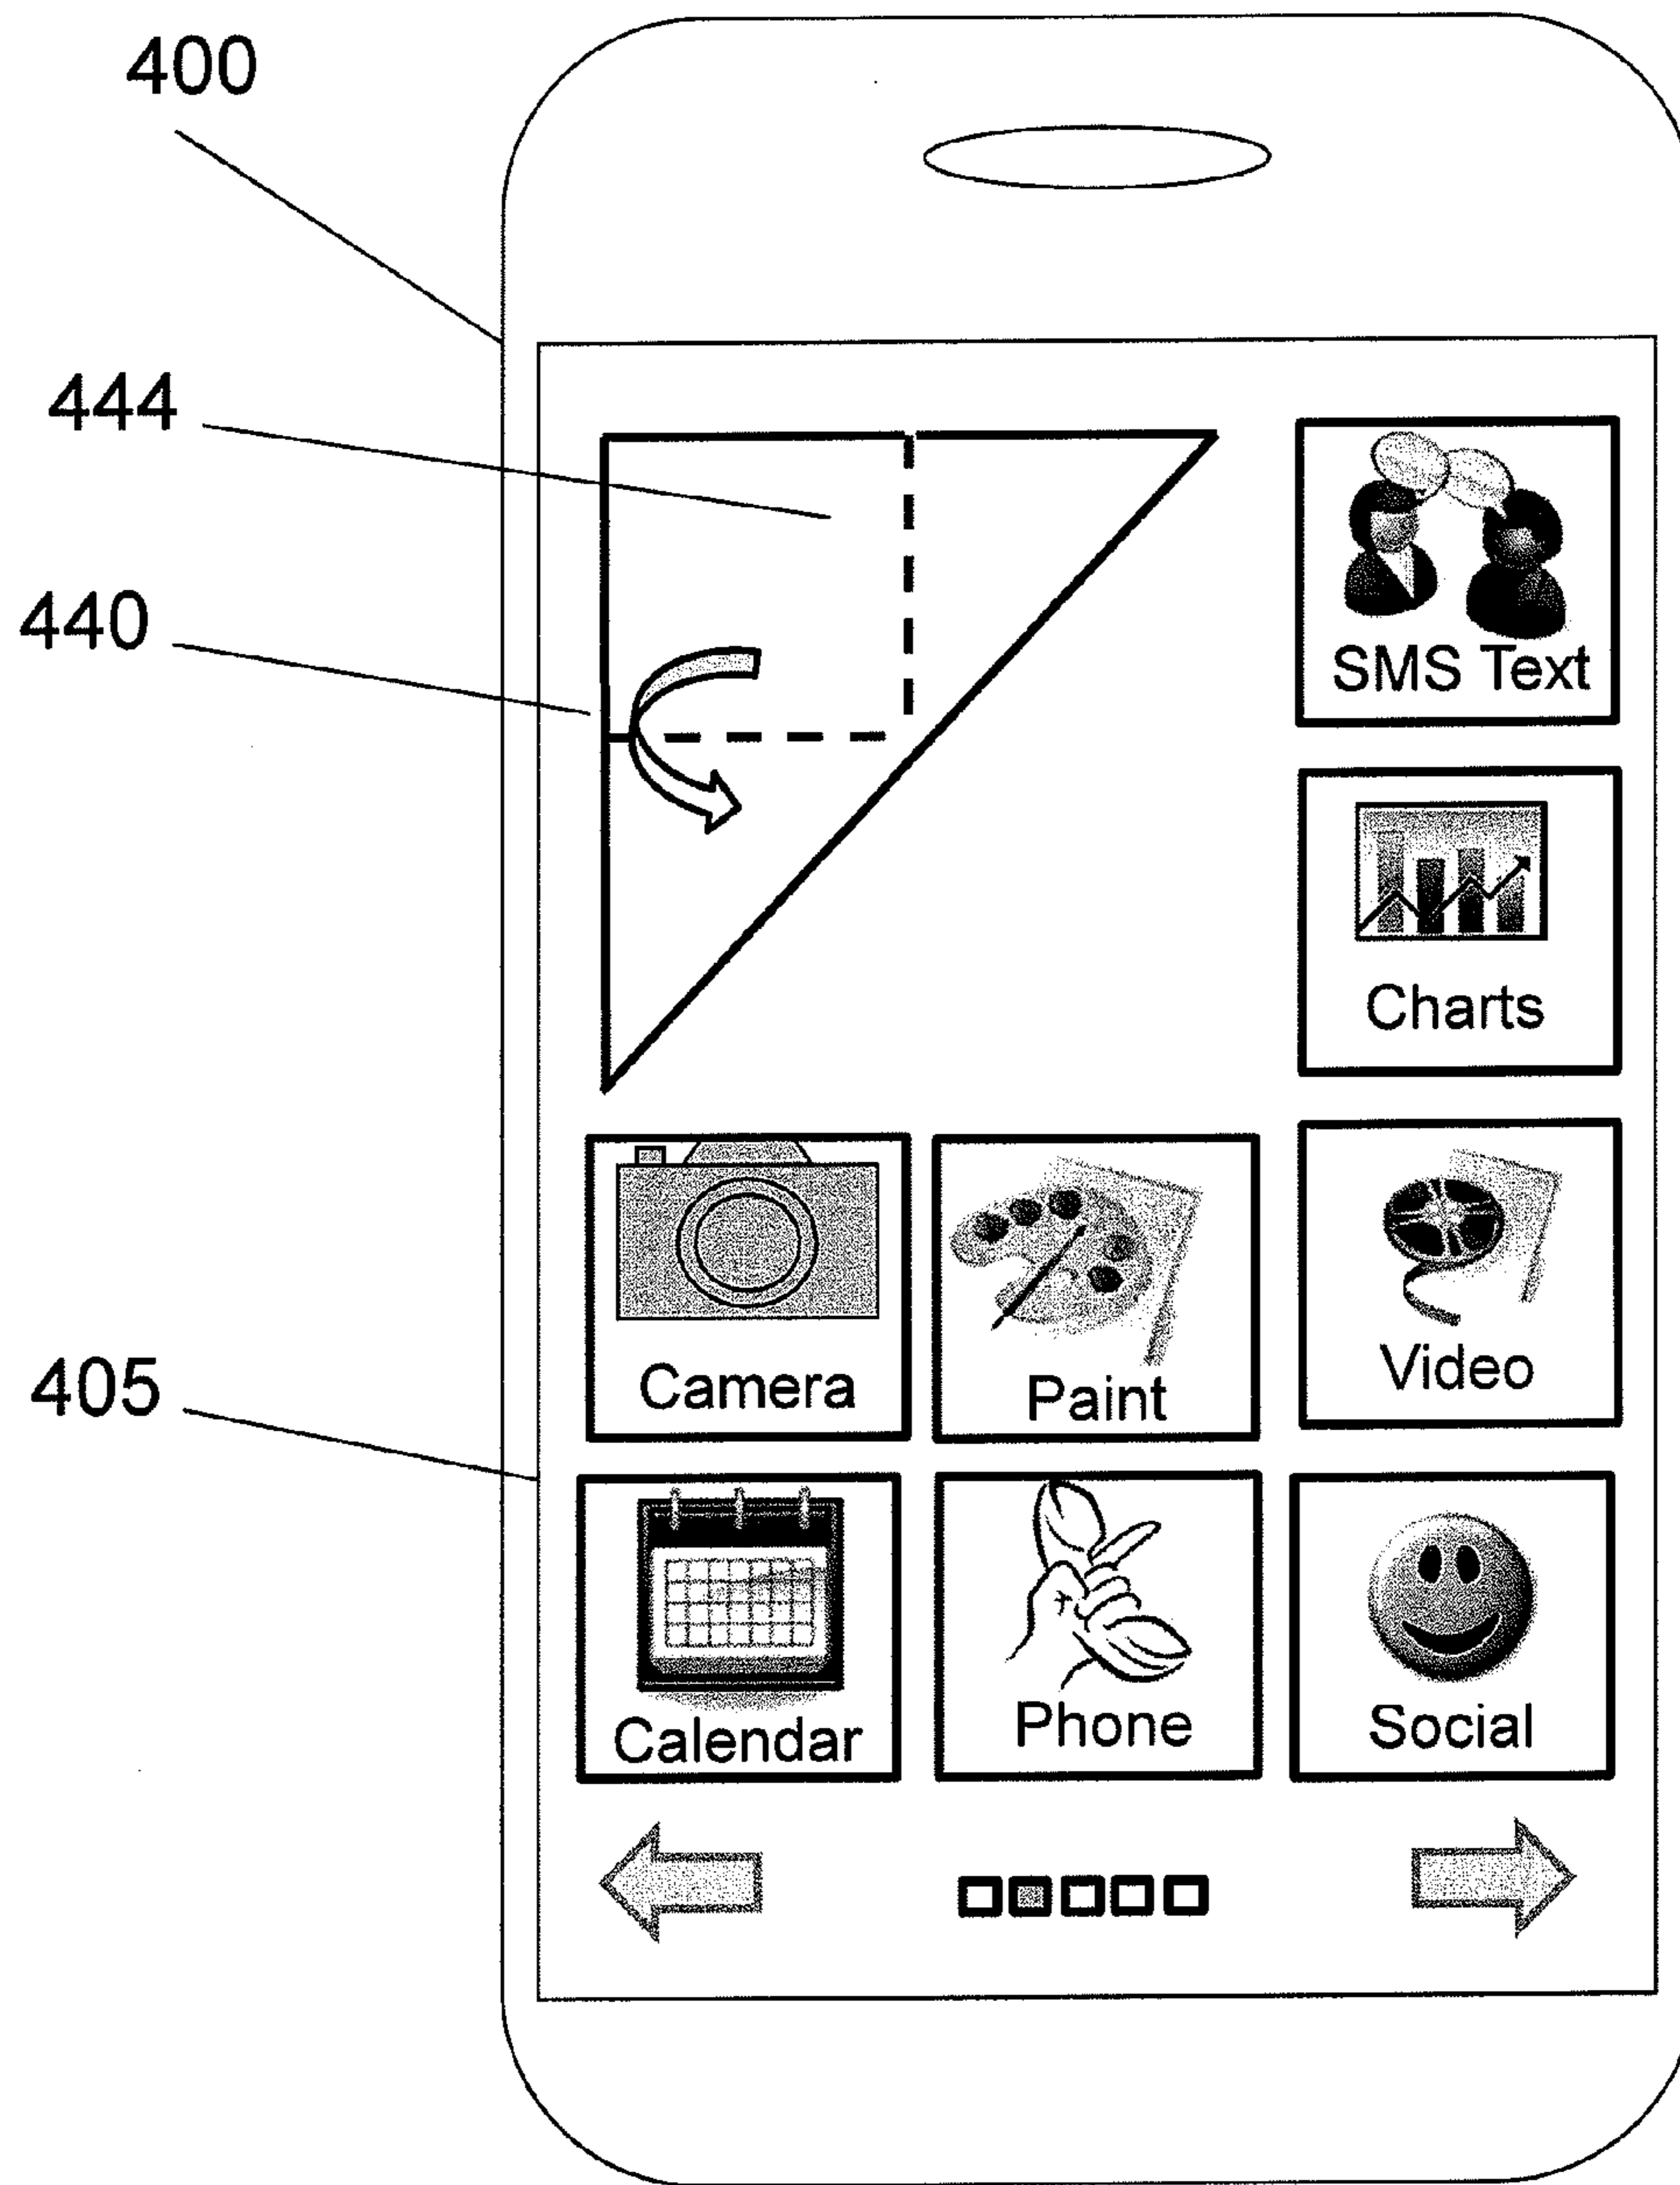 400
444
440
SMS Text
Charts
Camera
Paint
Video
405
Calendar
Phone
Social